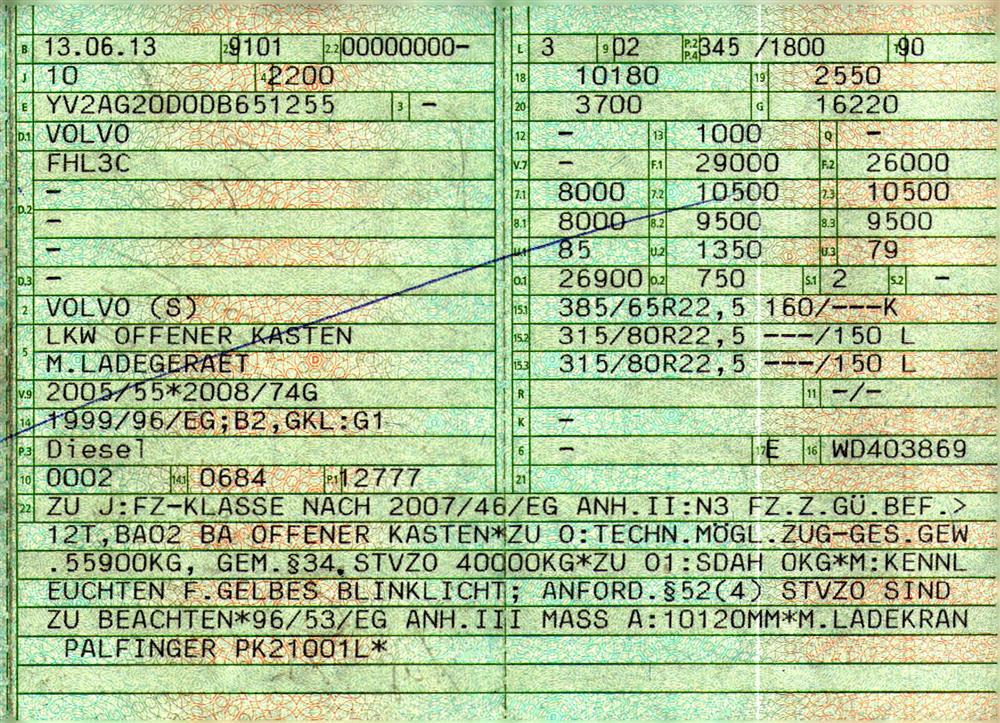 B 13.06.13 2.1 9101 2.2 00000000-
J 10 4 2200
E YV2AG20D0DB651255 3 -
D.1 VOLVO
FHL3C
-
D.2 -
-
D.3 -
2 VOLVO (S)
LKW OFFENER KASTEN
5 M.LADEGERAET
V.9 2005/55*2008/74G
14 1999/96/EG;B2,GKL:G1
P.3 Diesel
10 0002 14.1 0684 P.1 12777
L 3 9 02 P.2 P.4 345 /1800 T 90
18 10180 19 2550
20 3700 G 16220
12 - 13 1000 Q -
V.7 - F.1 29000 F.2 26000
7.1 8000 7.2 10500 7.3 10500
8.1 8000 8.2 9500 8.3 9500
U.1 85 U.2 1350 U.3 79
O.1 26900 O.2 750 S.1 2 S.2 -
15.1 385/65R22,5 160/---K
15.2 315/80R22,5 ---/150 L
15.3 315/80R22,5 ---/150 L
R 11 -/-
K -
6 - 17 E 16 WD403869
21
22 ZU J:FZ-KLASSE NACH 2007/46/EG ANH.II:N3 FZ.Z.GÜ.BEF.>
12T,BA02 BA OFFENER KASTEN*ZU O:TECHN.MÖGL.ZUG-GES.GEW
.55900KG, GEM.§34. STVZO 40000KG*ZU O1:SDAH 0KG*M:KENNL
EUCHTEN F.GELBES BLINKLICHT; ANFORD.§52(4) STVZO SIND
ZU BEACHTEN*96/53/EG ANH.III MASS A:10120MM*M.LADEKRAN
PALFINGER PK21001L*